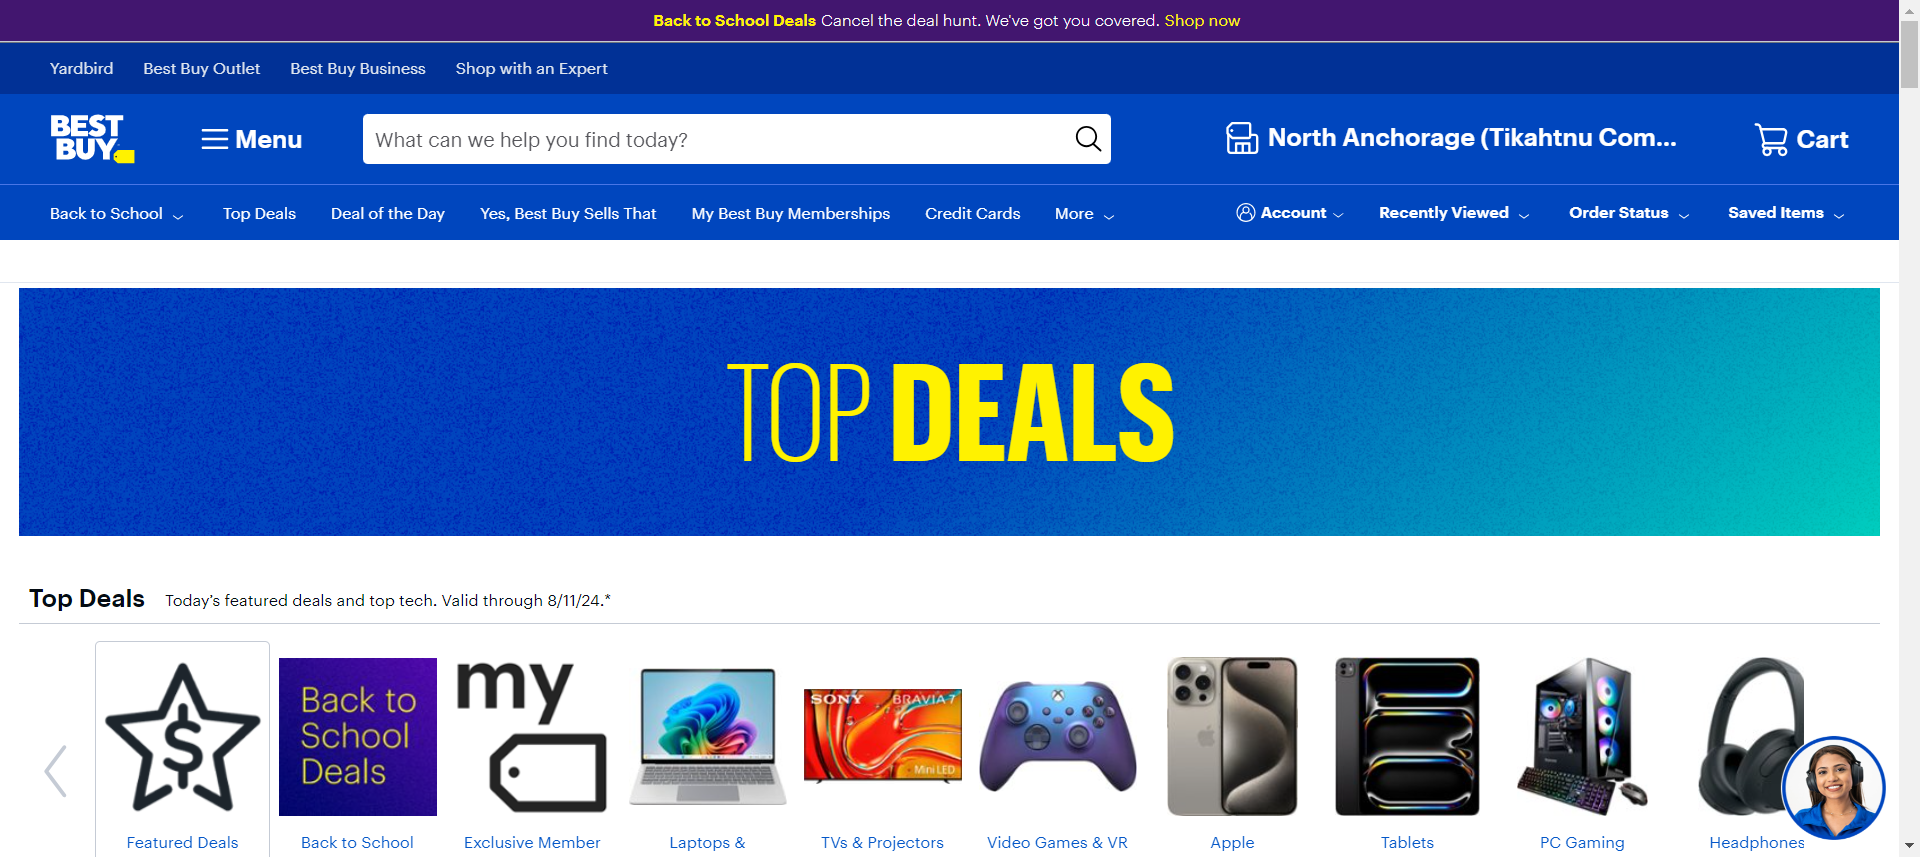 Back to School Deals Cancel the deal hunt. We've got you covered. Shop now
Yardbird Best Buy Outlet Best Buy Business Shop with an Expert
BEST
BUY
Menu
What can we help you find today?
North Anchorage (Tikahtnu Com...
Cart
Back to School Top Deals Deal of the Day Yes, Best Buy Sells That My Best Buy Memberships Credit Cards More Account Recently Viewed Order Status Saved Items
TOP DEALS
Top Deals Today's featured deals and top tech. Valid through 8/11/24.*
Back to
School
Deals
my
SONY BRAVIA 7
Mini LED
Featured Deals Back to School Exclusive Member Laptops & TVs & Projectors Video Games & VR Apple Tablets PC Gaming Headphones